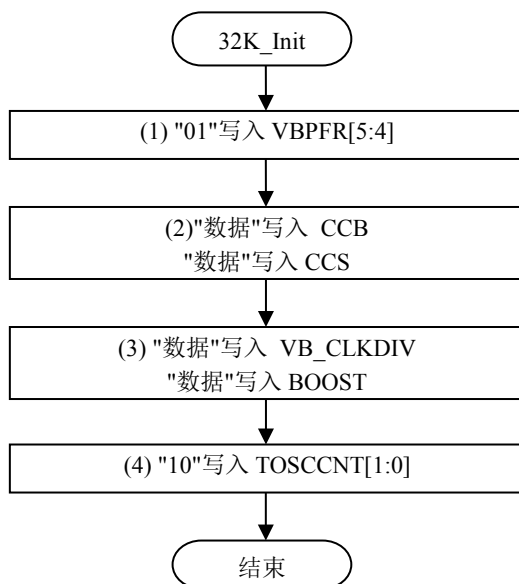 32K_Init
(1) "01"写入 VBPFR[5:4]
(2)"数据"写入 CCB
"数据"写入 CCS
(3) "数据"写入 VB_CLKDIV
"数据"写入 BOOST
(4) "10"写入 TOSCCNT[1:0]
结束